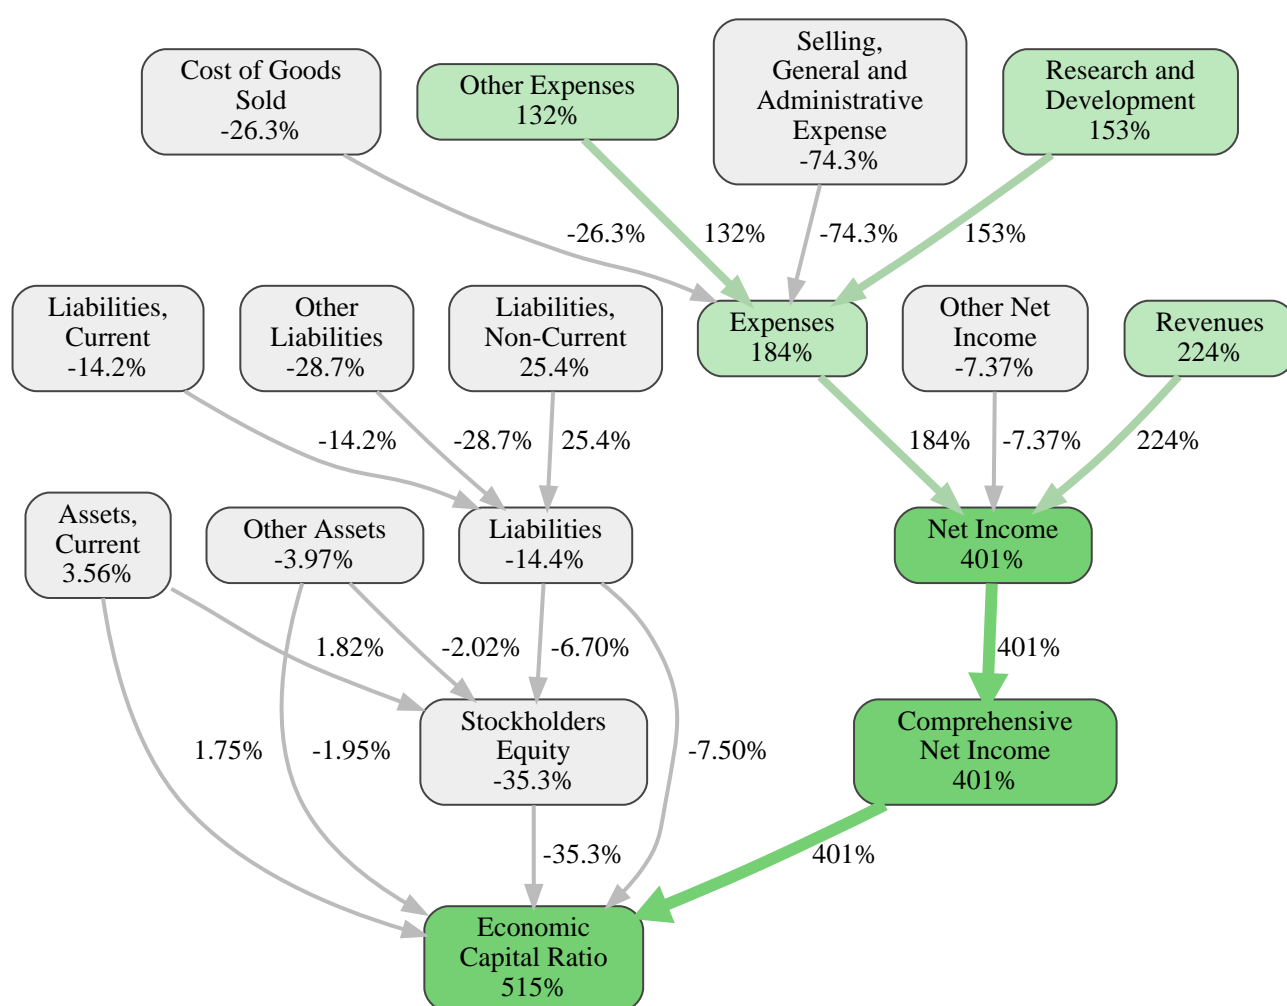 Cost of Goods
Sold
-26.3%
Other Expenses
132%
Selling,
General and
Administrative
Expense
-74.3%
Research and
Development
153%
-26.3%
132%
-74.3%
153%
Liabilities,
Current
-14.2%
Other
Liabilities
-28.7%
Liabilities,
Non-Current
25.4%
Expenses
184%
Other Net
Income
-7.37%
Revenues
224%
-14.2%
-28.7%
25.4%
184%
-7.37%
224%
Assets,
Current
3.56%
Other Assets
-3.97%
Liabilities
-14.4%
Net Income
401%
1.82%
-2.02%
-6.70%
401%
Stockholders
Equity
-35.3%
Comprehensive
Net Income
401%
1.75%
-1.95%
-7.50%
-35.3%
401%
Economic
Capital Ratio
515%